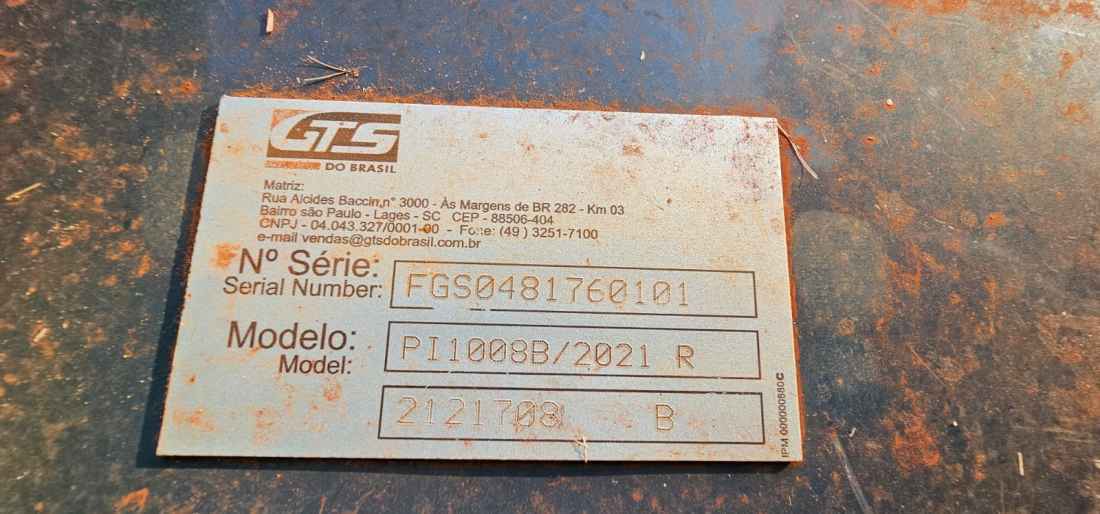 GTS
DO BRASIL
Matriz:
Rua Alcides Baccin,n° 3000 - Às Margens de BR 282 - Km 03
Bairro são Paulo - Lages - SC CEP - 88506-404
CNPJ - 04.043.327/0001-00 - Fone: (49) 3251-7100
e-mail vendas@gtsdobrasil.com.br
Nº Série:
Serial Number: FGS0481760101
Modelo:
Model: PI1008B/2021 R
2121708 B
IPM 000000880 C